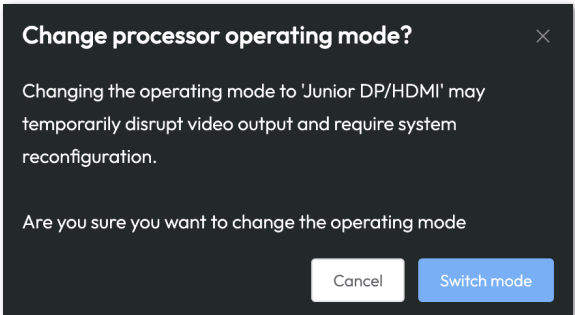 Change processor operating mode?
Changing the operating mode to 'Junior DP/HDMI' may
temporarily disrupt video output and require system
reconfiguration.
Are you sure you want to change the operating mode
Cancel
Switch mode